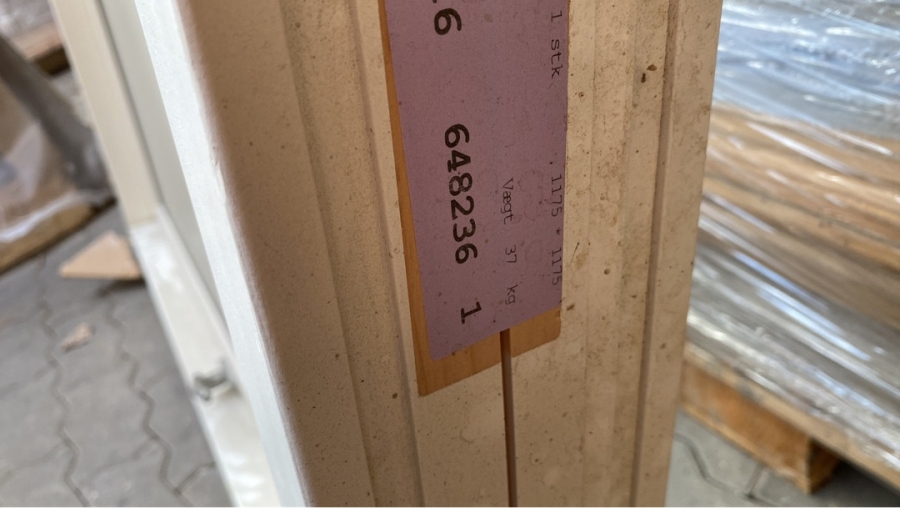 1 stk . 1175 * 1175
Vægt 37 kg
6 648236 1